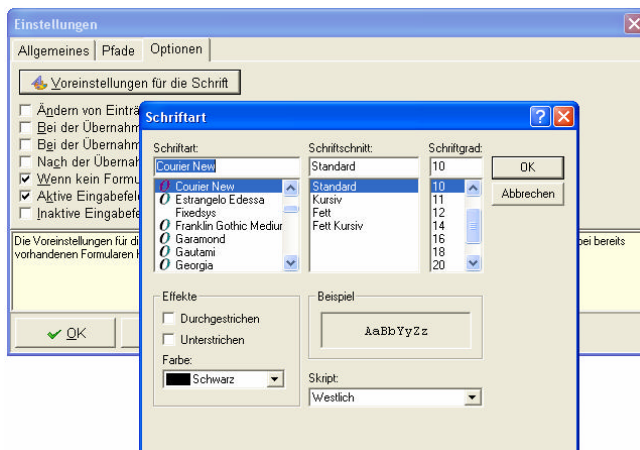 Einstellungen
Allgemeines Pfade Optionen
Voreinstellungen für die Schrift
Ändern von Einträ
Bei der Übernahm
Bei der Übernahm
Nach der Übernah
Wenn kein Formu
Aktive Eingabefel
Inaktive Eingabefe
Die Voreinstellungen für di
bei bereits
vorhandenen Formularen
OK
Schriftart
Schriftart:
Courier New
Courier New
Estrangelo Edessa
Fixedsys
Franklin Gothic Mediur
Garamond
Gautami
Georgia
Schriftschnitt:
Standard
Standard
Kursiv
Fett
Fett Kursiv
Schriftgrad:
10
10
11
12
14
16
18
20
OK
Abbrechen
Effekte
Durchgestrichen
Unterstrichen
Farbe:
Schwarz
Beispiel
AaBbYyZz
Skript:
Westlich